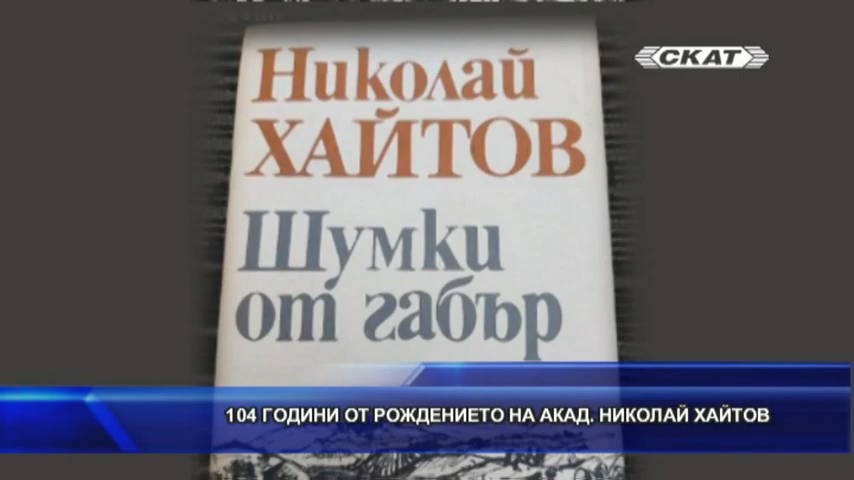 Николай
ХАЙТОВ
Шумки
от габър
СКАТ
104 ГОДИНИ ОТ РОЖДЕНИЕТО НА АКАД. НИКОЛАЙ ХАЙТОВ